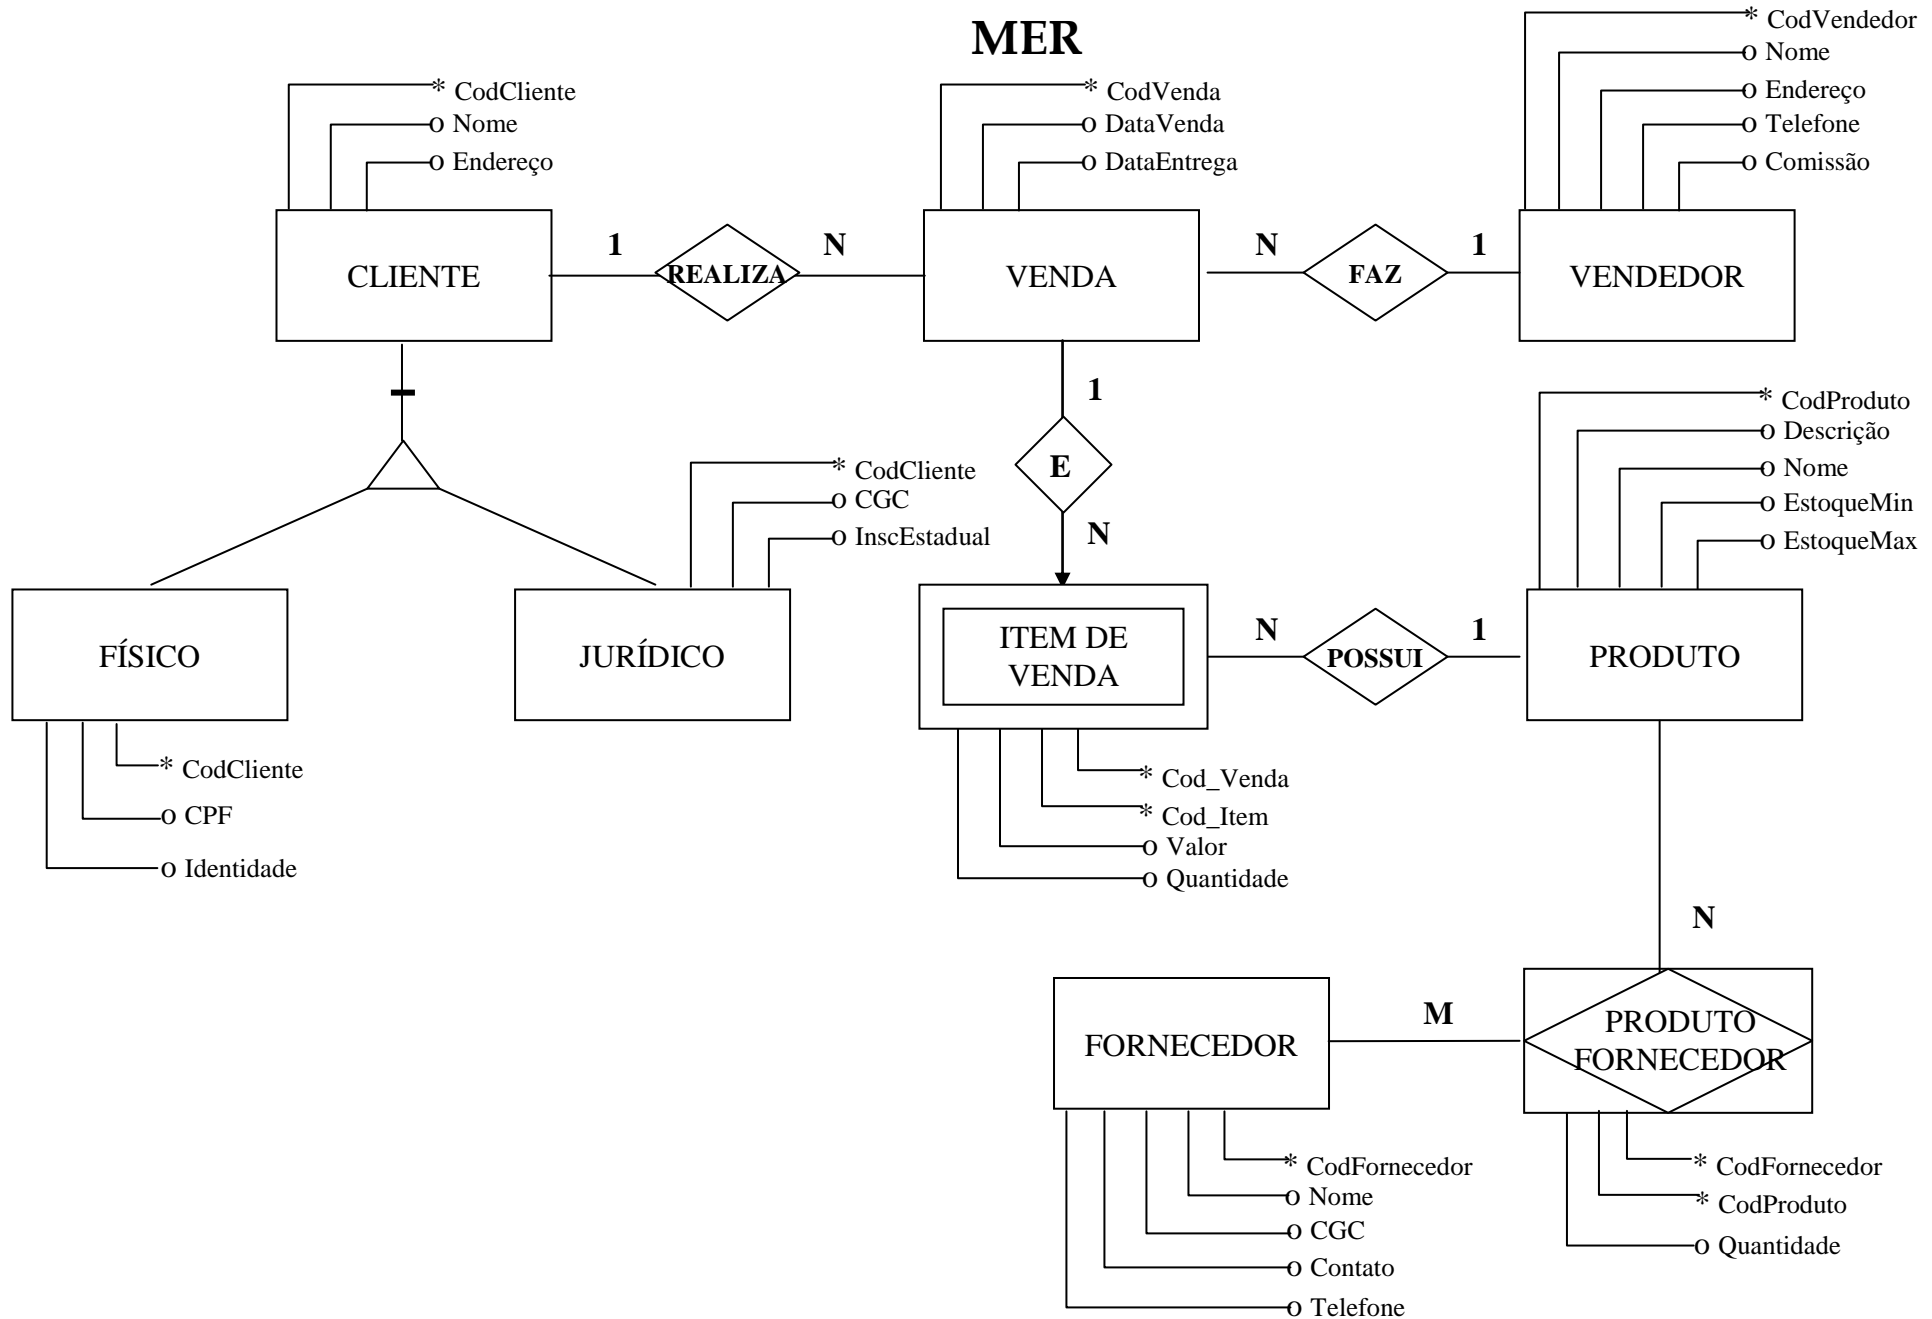 MER
* CodCliente
o Nome
o Endereço
* CodVenda
o DataVenda
o DataEntrega
* CodVendedor
o Nome
o Endereço
o Telefone
o Comissão
CLIENTE
1
REALIZA
N
VENDA
N
FAZ
1
VENDEDOR
1
E
N
* CodCliente
o CGC
o InscEstadual
* CodProduto
o Descrição
o Nome
o EstoqueMin
o EstoqueMax
FÍSICO
JURÍDICO
ITEM DE
VENDA
N
POSSUI
1
PRODUTO
* CodCliente
o CPF
o Identidade
* Cod_Venda
* Cod_Item
o Valor
o Quantidade
N
FORNECEDOR
M
PRODUTO
FORNECEDOR
* CodFornecedor
o Nome
o CGC
o Contato
o Telefone
* CodFornecedor
* CodProduto
o Quantidade